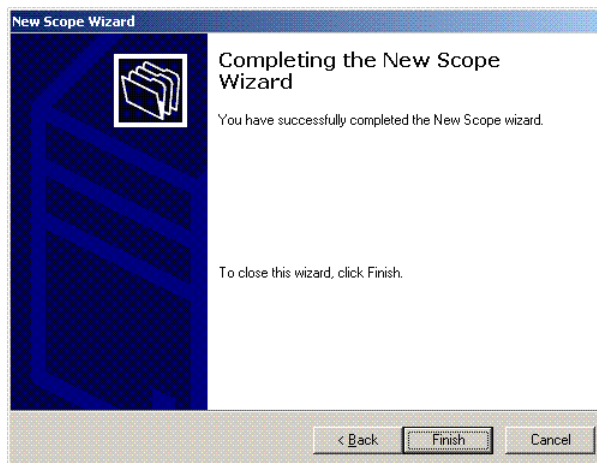 New Scope Wizard
Completing the New Scope
Wizard
You have successfully completed the New Scope wizard.
To close this wizard, click Finish.
< Back
Finish
Cancel